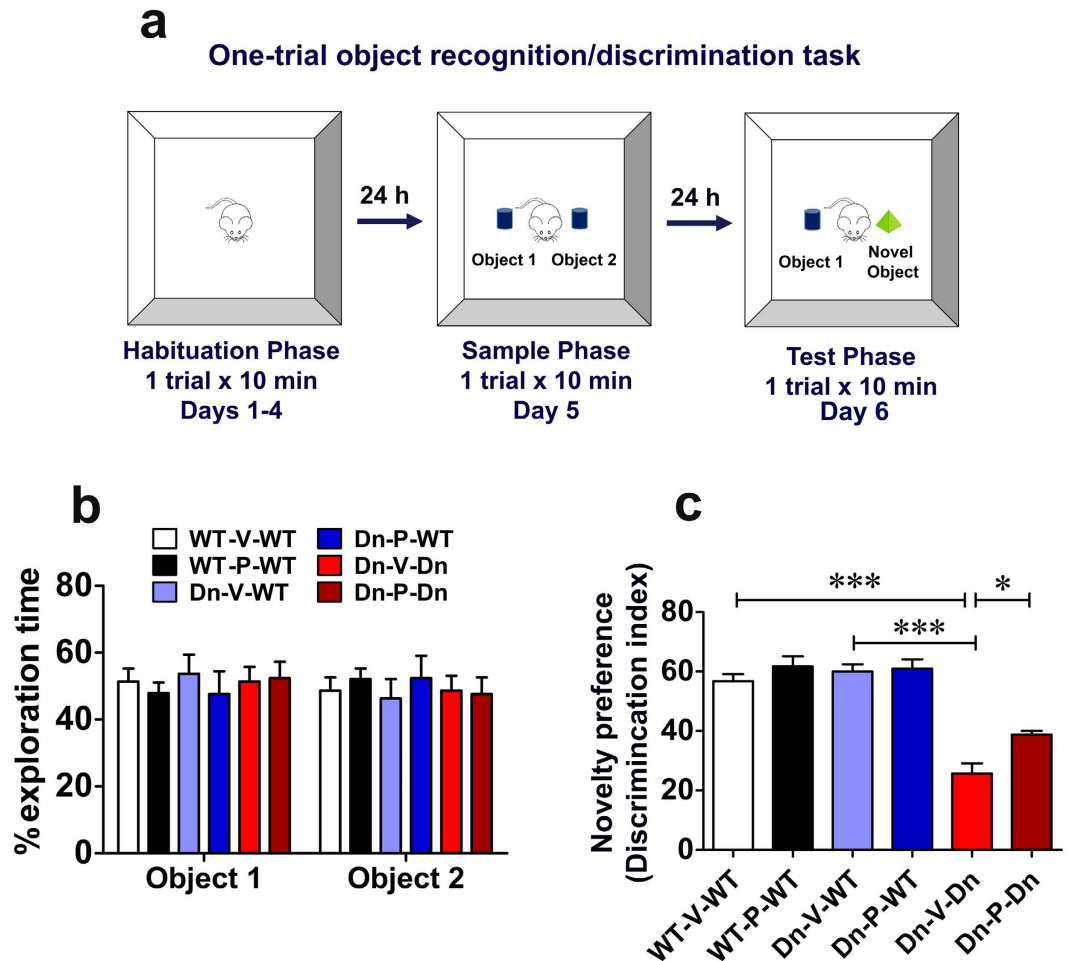 a
One-trial object recognition/discrimination task
24 h
24 h
Object 1
Object 2
Object 1
Novel
Object
Habituation Phase
1 trial x 10 min
Days 1-4
Sample Phase
1 trial x 10 min
Day 5
Test Phase
1 trial x 10 min
Day 6
b
WT-V-WT
WT-P-WT
Dn-V-WT
Dn-P-WT
Dn-V-Dn
Dn-P-Dn
% exploration time
80
60
40
20
0
Object 1
Object 2
c
Novelty preference
(Discrimincation index)
80
60
40
20
0
***
*
***
WT-V-WT
WT-P-WT
Dn-V-WT
Dn-P-WT
Dn-V-Dn
Dn-P-Dn